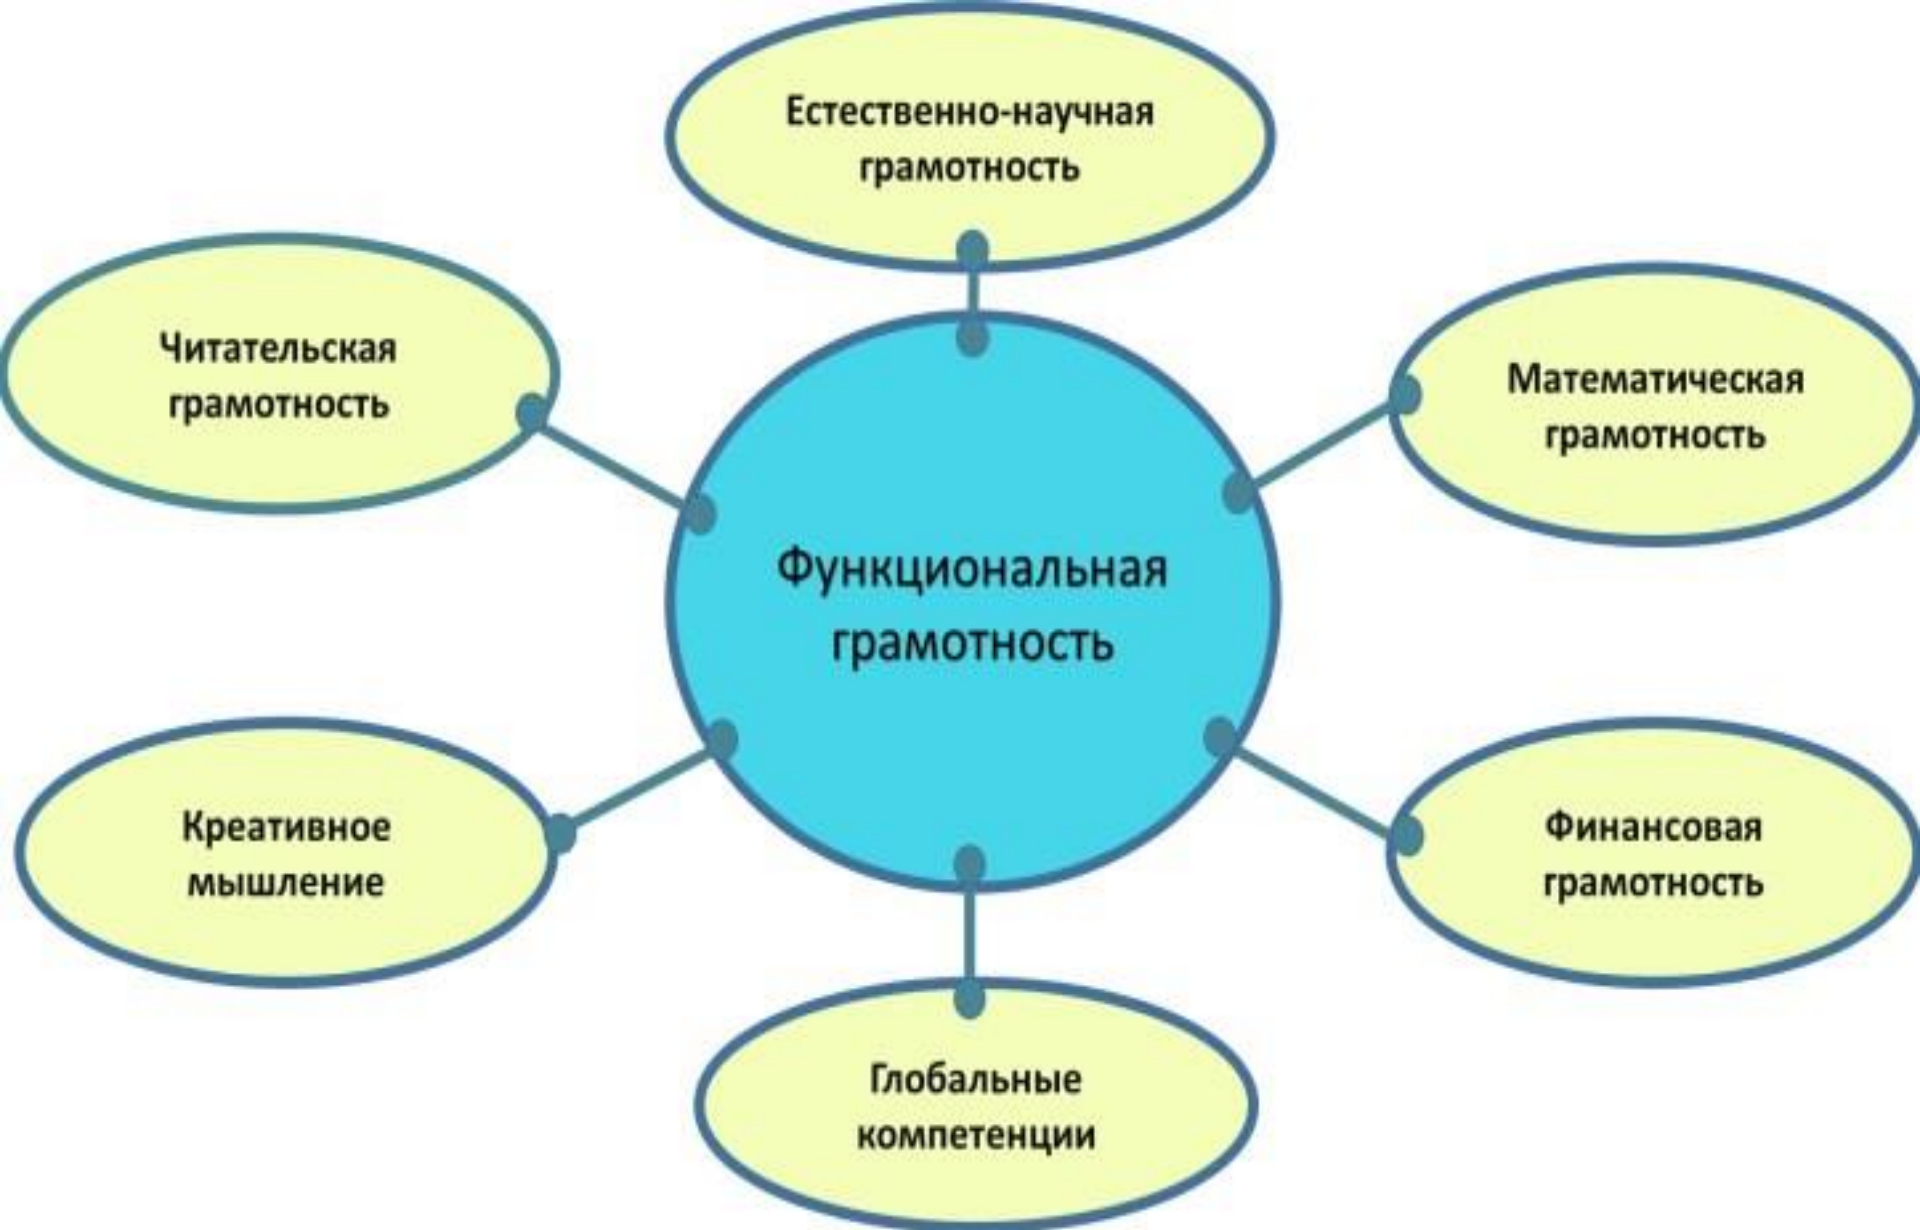 Естественно-научная
грамотность
Читательская
грамотность
Математическая
грамотность
Функциональная
грамотность
Креативное
мышление
Финансовая
грамотность
Глобальные
компетенции